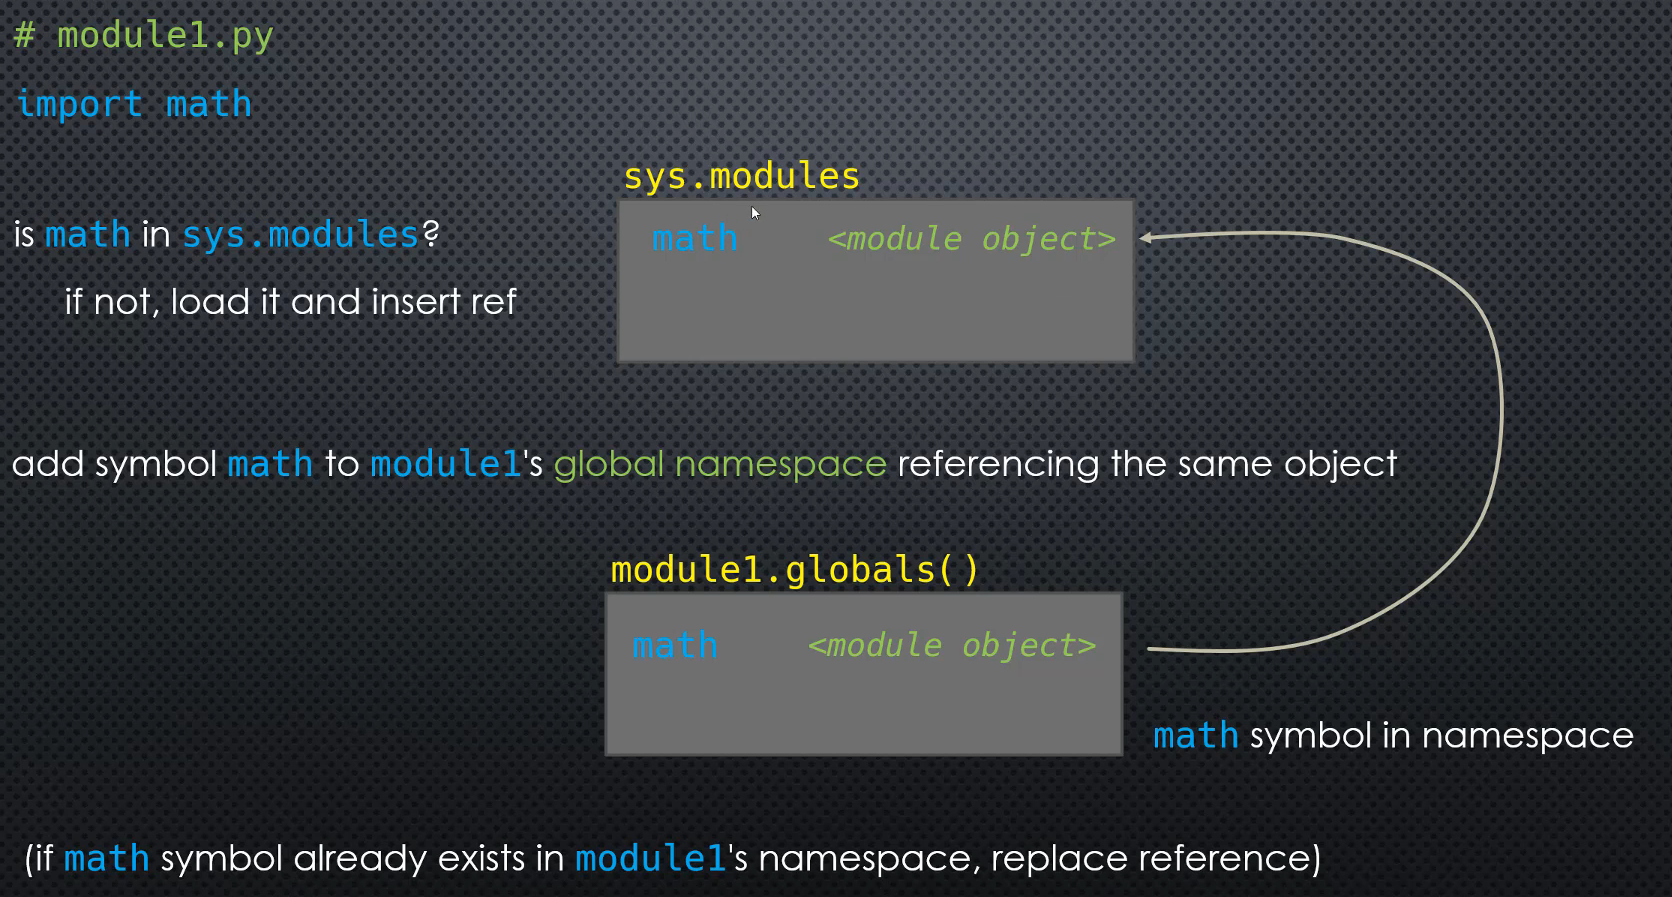 # module1.py
import math
sys.modules
is math in sys.modules?
math <module object>
if not, load it and insert ref
add symbol math to module1's global namespace referencing the same object
module1.globals()
math <module object>
math symbol in namespace
(if math symbol already exists in module1's namespace, replace reference)